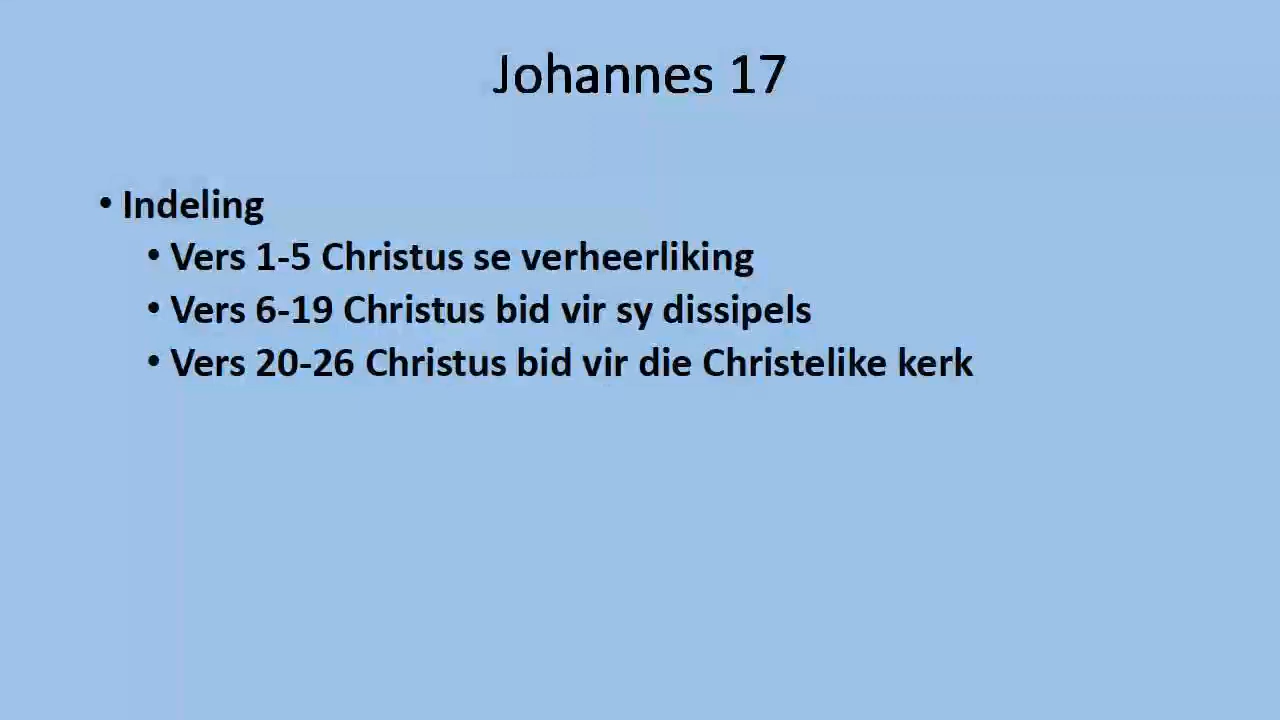 Johannes 17
• Indeling
• Vers 1-5 Christus se verheerliking
• Vers 6-19 Christus bid vir sy dissipels
• Vers 20-26 Christus bid vir die Christelike kerk